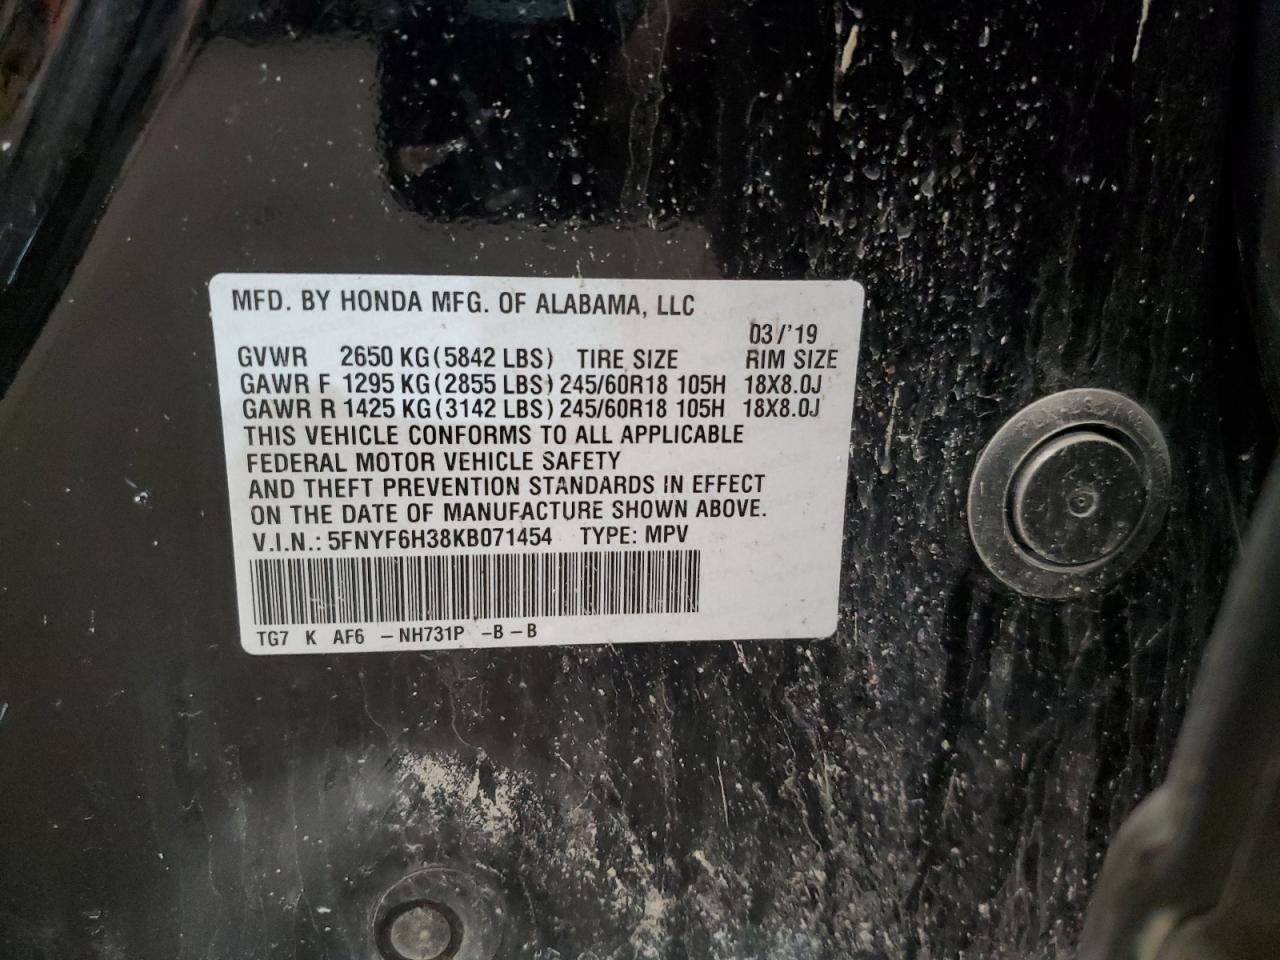 MFD. BY HONDA MFG. OF ALABAMA, LLC
03/'19
GVWR 2650 KG (5842 LBS) TIRE SIZE RIM SIZE
GAWR F 1295 KG (2855 LBS) 245/60R18 105H 18X8.0J
GAWR R 1425 KG (3142 LBS) 245/60R18 105H 18X8.0J
THIS VEHICLE CONFORMS TO ALL APPLICABLE
FEDERAL MOTOR VEHICLE SAFETY
AND THEFT PREVENTION STANDARDS IN EFFECT
ON THE DATE OF MANUFACTURE SHOWN ABOVE.
V.I.N.: 5FNYF6H38KB071454 TYPE: MPV
TG7 K AF6 -NH731P -B-B